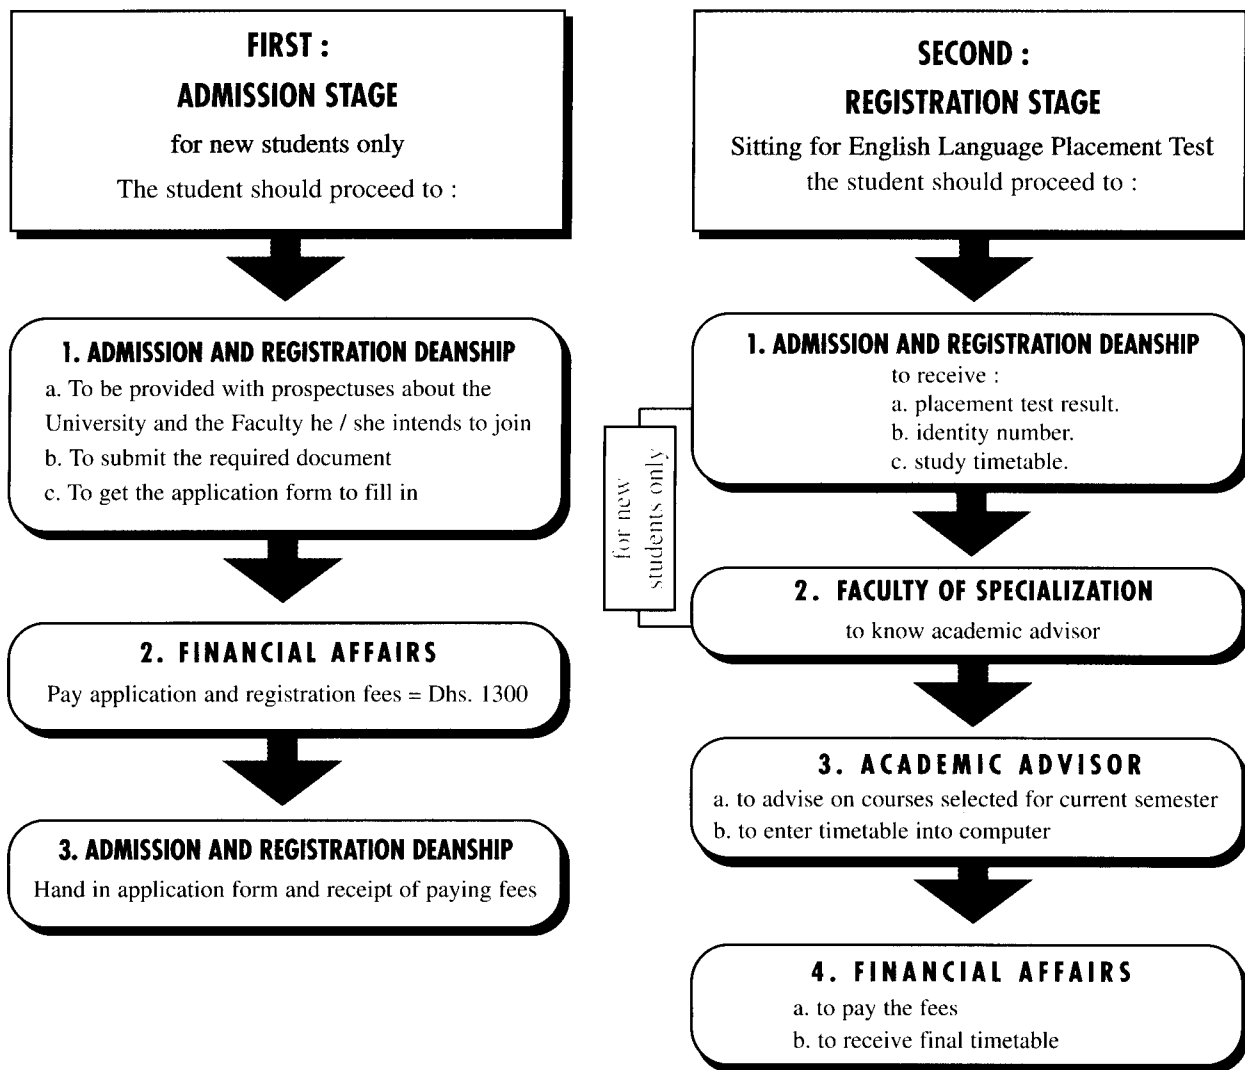 FIRST :
ADMISSION STAGE
for new students only
The student should proceed to :
1. ADMISSION AND REGISTRATION DEANSHIP
a. To be provided with prospectuses about the
University and the Faculty he / she intends to join
b. To submit the required document
c. To get the application form to fill in
2. FINANCIAL AFFAIRS
Pay application and registration fees = Dhs. 1300
3. ADMISSION AND REGISTRATION DEANSHIP
Hand in application form and receipt of paying fees
SECOND :
REGISTRATION STAGE
Sitting for English Language Placement Test
the student should proceed to :
1. ADMISSION AND REGISTRATION DEANSHIP
to receive :
a. placement test result.
b. identity number.
c. study timetable.
for new
students only
2. FACULTY OF SPECIALIZATION
to know academic advisor
3. ACADEMIC ADVISOR
a. to advise on courses selected for current semester
b. to enter timetable into computer
4. FINANCIAL AFFAIRS
a. to pay the fees
b. to receive final timetable